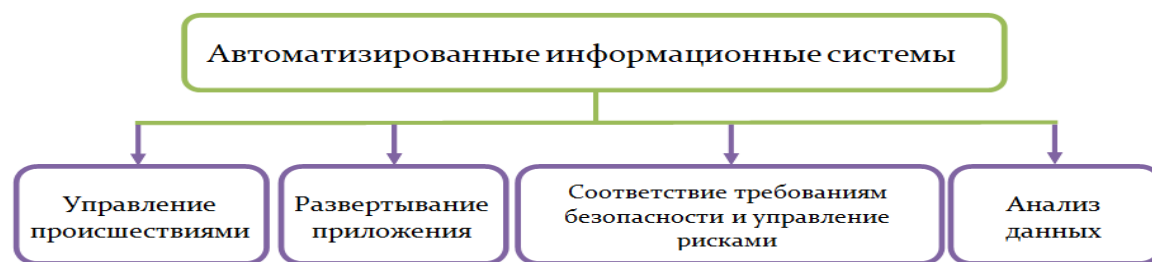 Автоматизированные информационные системы
Управление
происшествиями
Развертывание
приложения
Соответствие требованиям
безопасности и управление
рисками
Анализ
данных